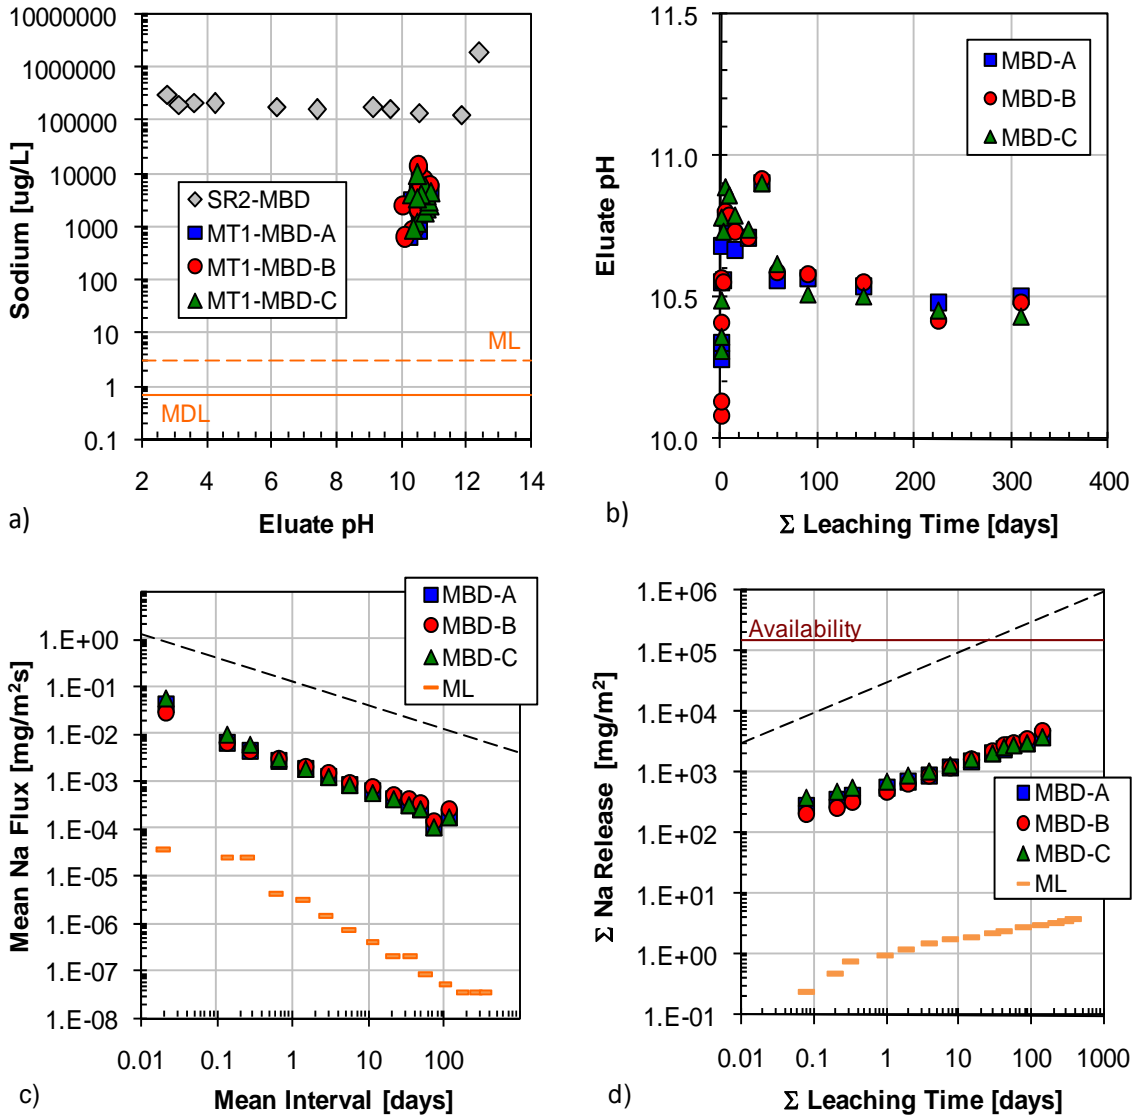 10000000
1000000
100000
10000
1000
100
10
1
0.1
Sodium [ug/L]
SR2-MBD
MT1-MBD-A
MT1-MBD-B
MT1-MBD-C
ML
MDL
2 4 6 8 10 12 14
Eluate pH
a)
11.5
11.0
10.5
10.0
Eluate pH
MBD-A
MBD-B
MBD-C
0 100 200 300 400
Σ Leaching Time [days]
b)
1.E+00
1.E-01
1.E-02
1.E-03
1.E-04
1.E-05
1.E-06
1.E-07
1.E-08
Mean Na Flux [mg/m²s]
MBD-A
MBD-B
MBD-C
ML
0.01 0.1 1 10 100
Mean Interval [days]
c)
1.E+06
1.E+05
1.E+04
1.E+03
1.E+02
1.E+01
1.E+00
1.E-01
Σ Na Release [mg/m²]
Availability
MBD-A
MBD-B
MBD-C
ML
0.01 0.1 1 10 100 1000
Σ Leaching Time [days]
d)